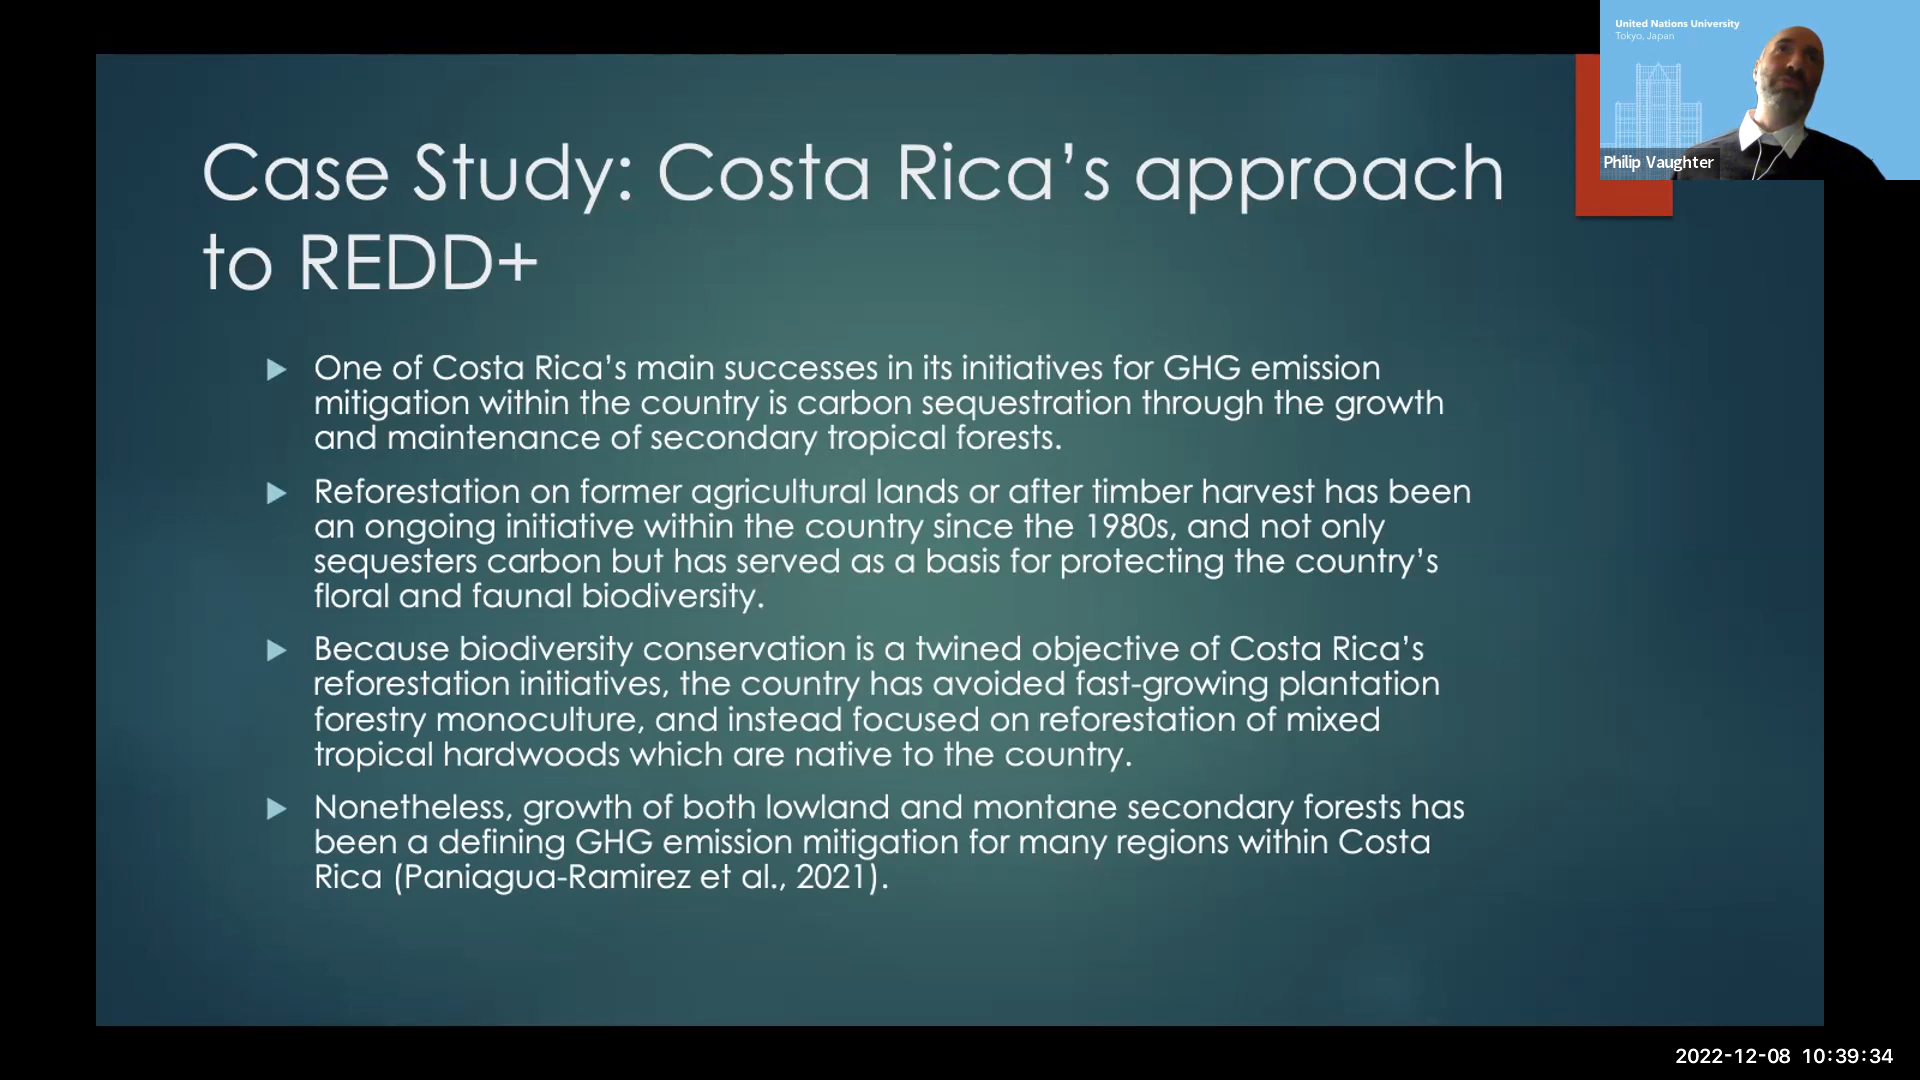 United Nations University
Tokyo, Japan
Philip Vaughter
Case Study: Costa Rica’s approach
to REDD+
One of Costa Rica’s main successes in its initiatives for GHG emission
mitigation within the country is carbon sequestration through the growth
and maintenance of secondary tropical forests.
Reforestation on former agricultural lands or after timber harvest has been
an ongoing initiative within the country since the 1980s, and not only
sequesters carbon but has served as a basis for protecting the country’s
floral and faunal biodiversity.
Because biodiversity conservation is a twined objective of Costa Rica’s
reforestation initiatives, the country has avoided fast-growing plantation
forestry monoculture, and instead focused on reforestation of mixed
tropical hardwoods which are native to the country.
Nonetheless, growth of both lowland and montane secondary forests has
been a defining GHG emission mitigation for many regions within Costa
Rica (Paniagua-Ramirez et al., 2021).
2022-12-08 10:39:34